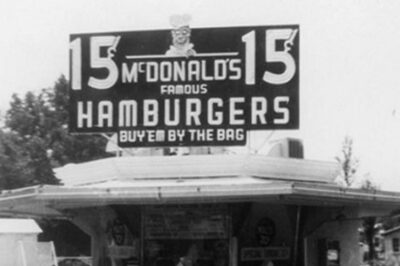 15¢ McDONALD'S 15¢
FAMOUS
HAMBURGERS
BUY'EM BY THE BAG